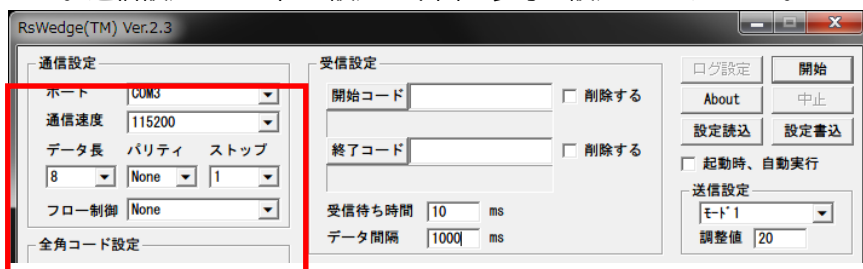 RsWedge(TM) Ver.2.3
通信設定
ポート COM3
通信速度 115200
データ長 パリティ ストップ
8 None 1
フロー制御 None
全角コード設定
受信設定
開始コード 削除する
終了コード 削除する
受信待ち時間 10 ms
データ間隔 1000 ms
ログ設定 開始
About 中止
設定読込 設定書込
起動時、自動実行
送信設定
ﾓｰﾄﾞ1
調整値 20